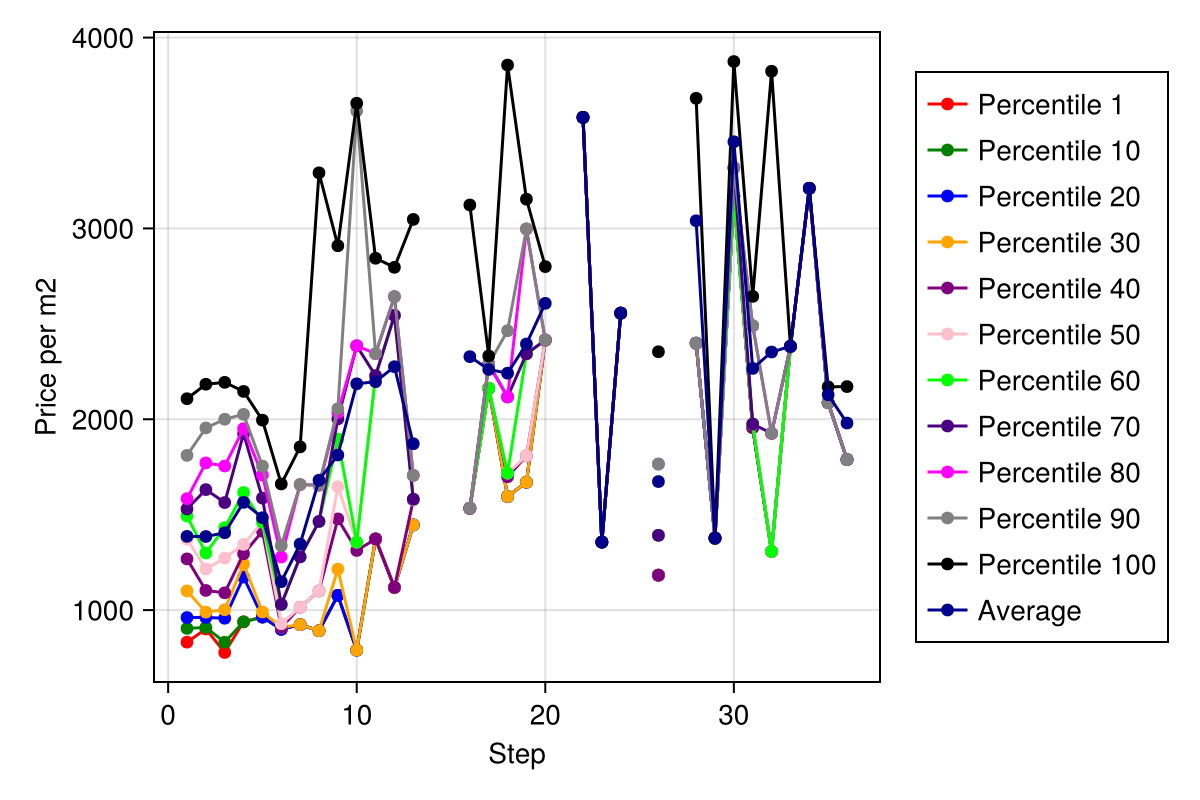 4000
3000
2000
1000
Price per m2
0 10 20 30
Step
Percentile 1
Percentile 10
Percentile 20
Percentile 30
Percentile 40
Percentile 50
Percentile 60
Percentile 70
Percentile 80
Percentile 90
Percentile 100
Average